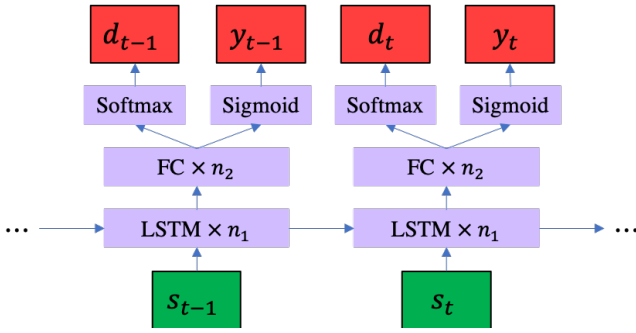 d_{t-1} y_{t-1} d_t y_t
Softmax Sigmoid Softmax Sigmoid
FC × n_2 FC × n_2
... LSTM × n_1 LSTM × n_1 ...
s_{t-1} s_t